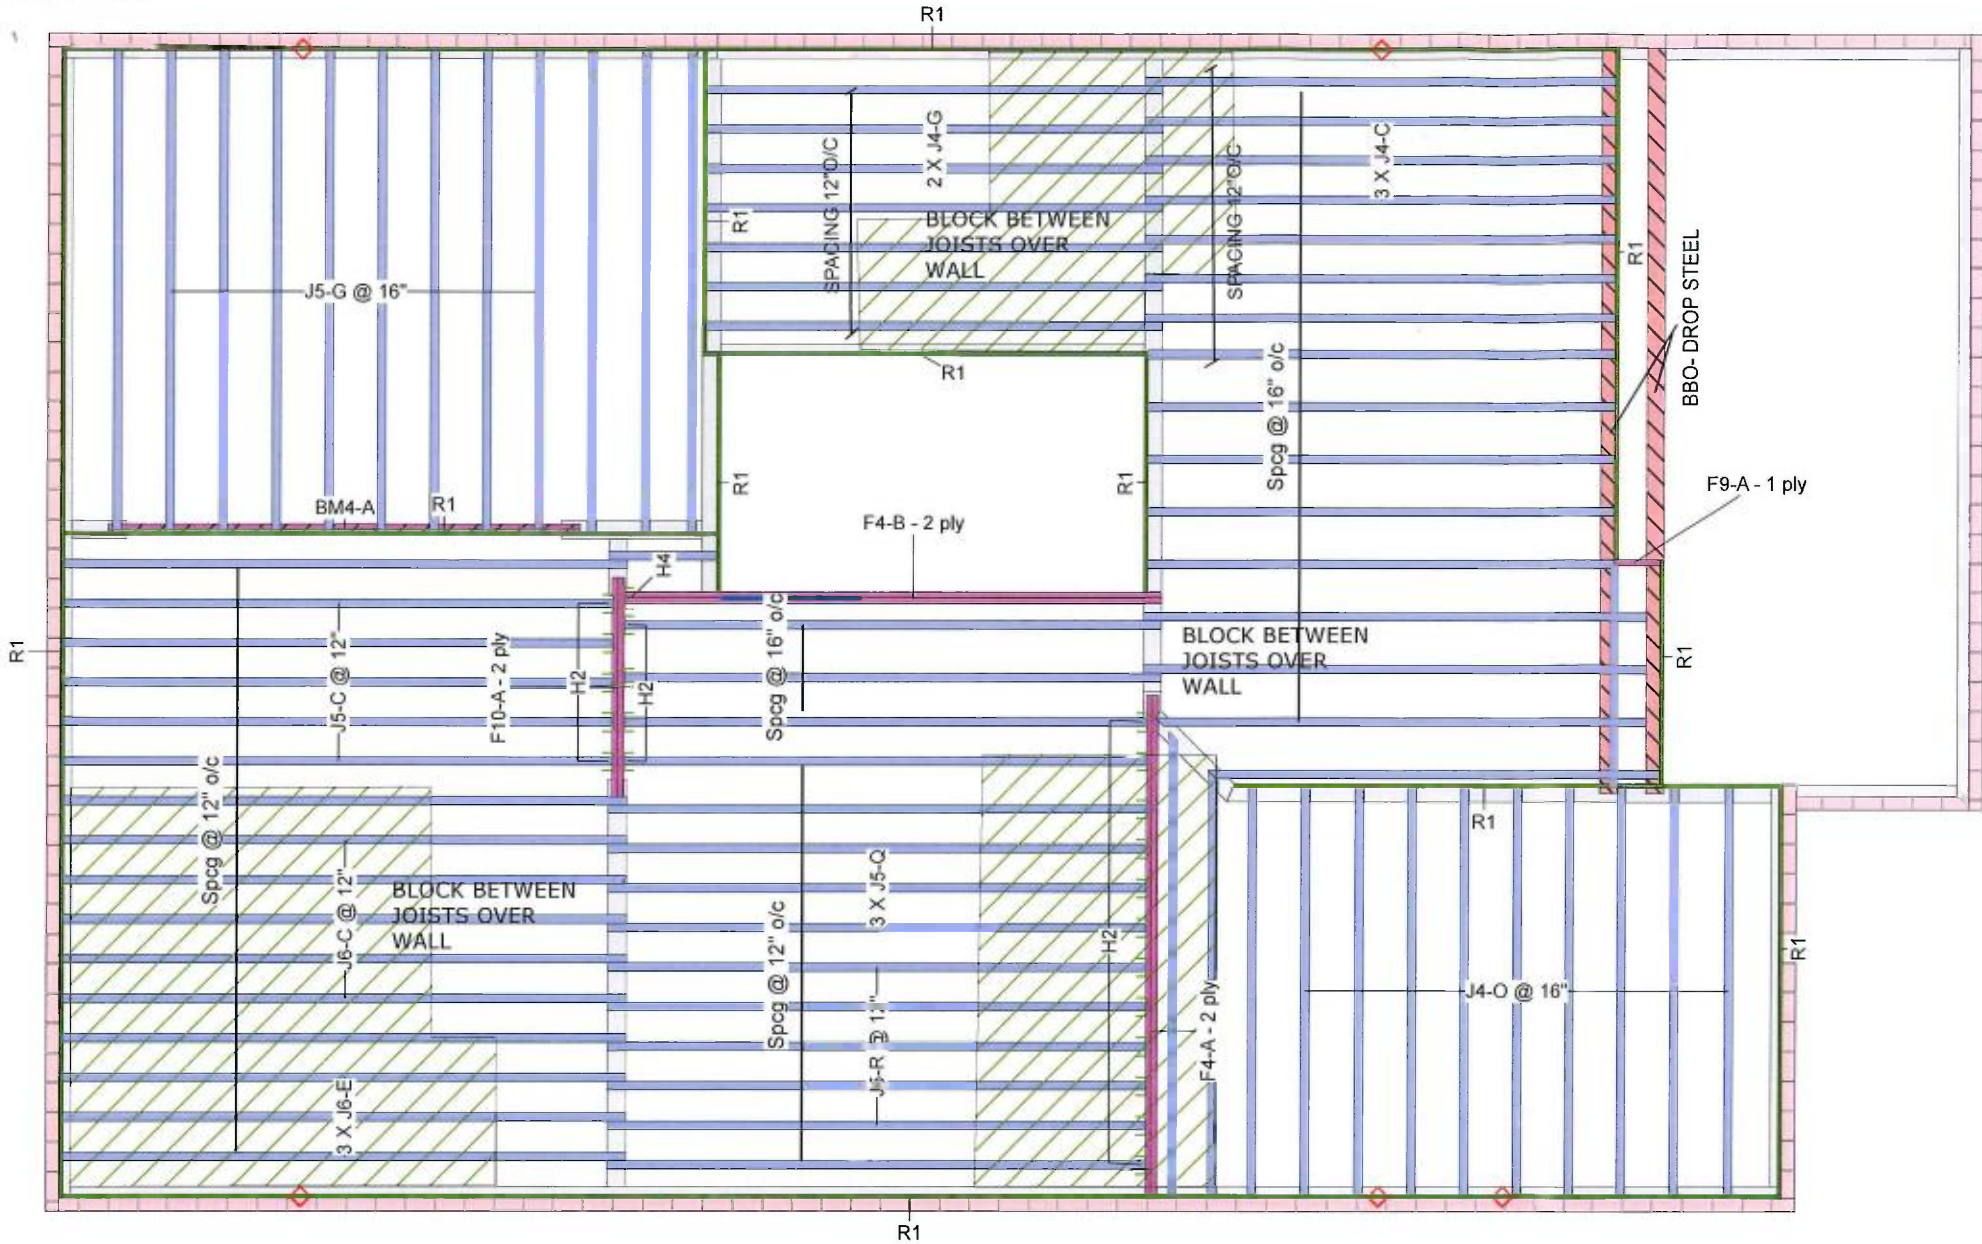 R1
SPACING 12"O/C
2 X J4-G
SPACING 12"O/C
3 X J4-C
R1
BLOCK BETWEEN
JOISTS OVER
WALL
R1
BBO- DROP STEEL
J5-G @ 16"
R1
Spcg @ 16" o/c
BM4-A
R1
R1
R1
F9-A - 1 ply
F4-B - 2 ply
H4
R1
J5-C @ 12"
F10-A - 2 ply
H2
H2
Spcg @ 16" o/c
BLOCK BETWEEN
JOISTS OVER
WALL
R1
Spcg @ 12" o/c
R1
J6-C @ 12"
BLOCK BETWEEN
JOISTS OVER
WALL
3 X J5-Q
Spcg @ 12" o/c
H2
R1
J4-O @ 16"
F4-A - 2 ply
3 X J6-E
R1